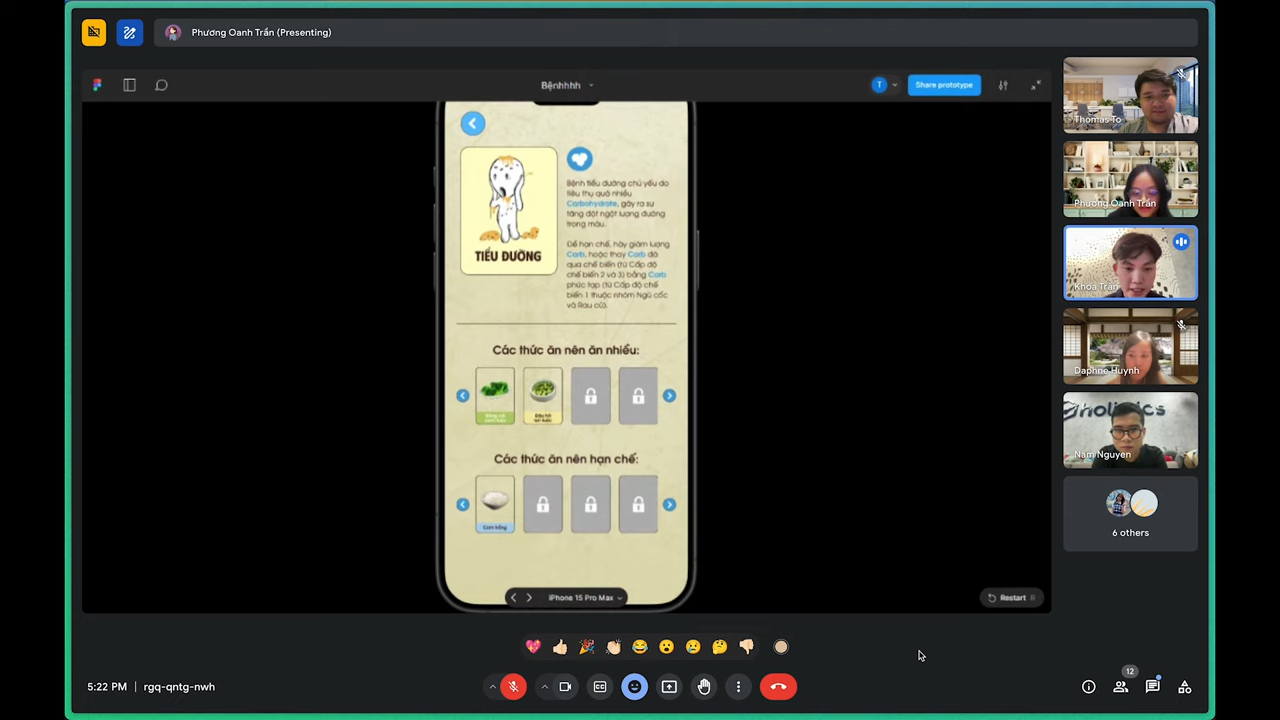 Phương Oanh Trần (Presenting)
Bệnhhhh
T
Share prototype
Bệnh tiểu đường chủ yếu do
tiêu thụ quá nhiều
Carbohydrate, gây ra sự
tăng đột ngột lượng đường
trong máu.
Để hạn chế, hãy giảm lượng
Carb, hoặc thay Carb đã
qua chế biến (từ Cấp độ
chế biến 2 và 3) bằng Carb
phức tạp (từ Cấp độ chế
biến 1 thuộc nhóm Ngũ cốc
và Rau củ).
TIỂU ĐƯỜNG
Các thức ăn nên ăn nhiều:
Các thức ăn nên hạn chế:
Cơm trắng
iPhone 15 Pro Max
Restart R
Thomas To
Phương Oanh Trần
Khoa Trần
Daphne Huynh
holistics
Nam Nguyen
6 others
5:22 PM | rgq-qntg-nwh
12